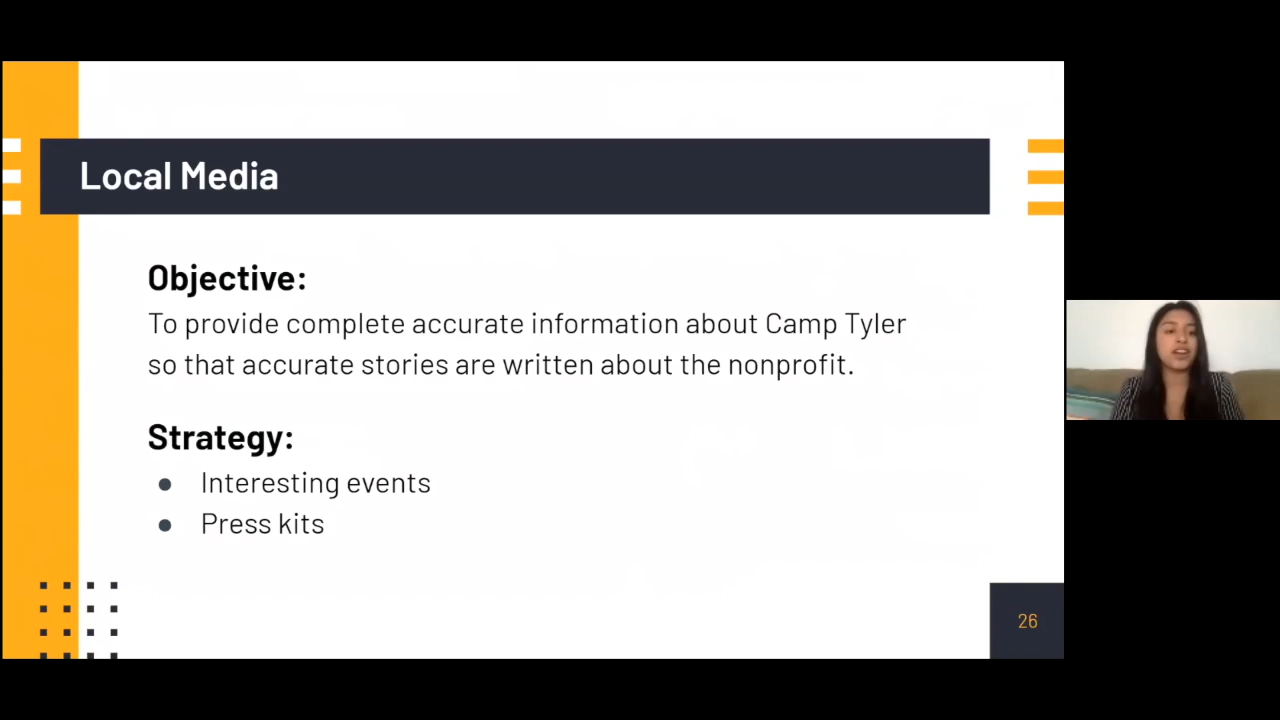 Local Media
Objective:
To provide complete accurate information about Camp Tyler
so that accurate stories are written about the nonprofit.
Strategy:
● Interesting events
● Press kits
26